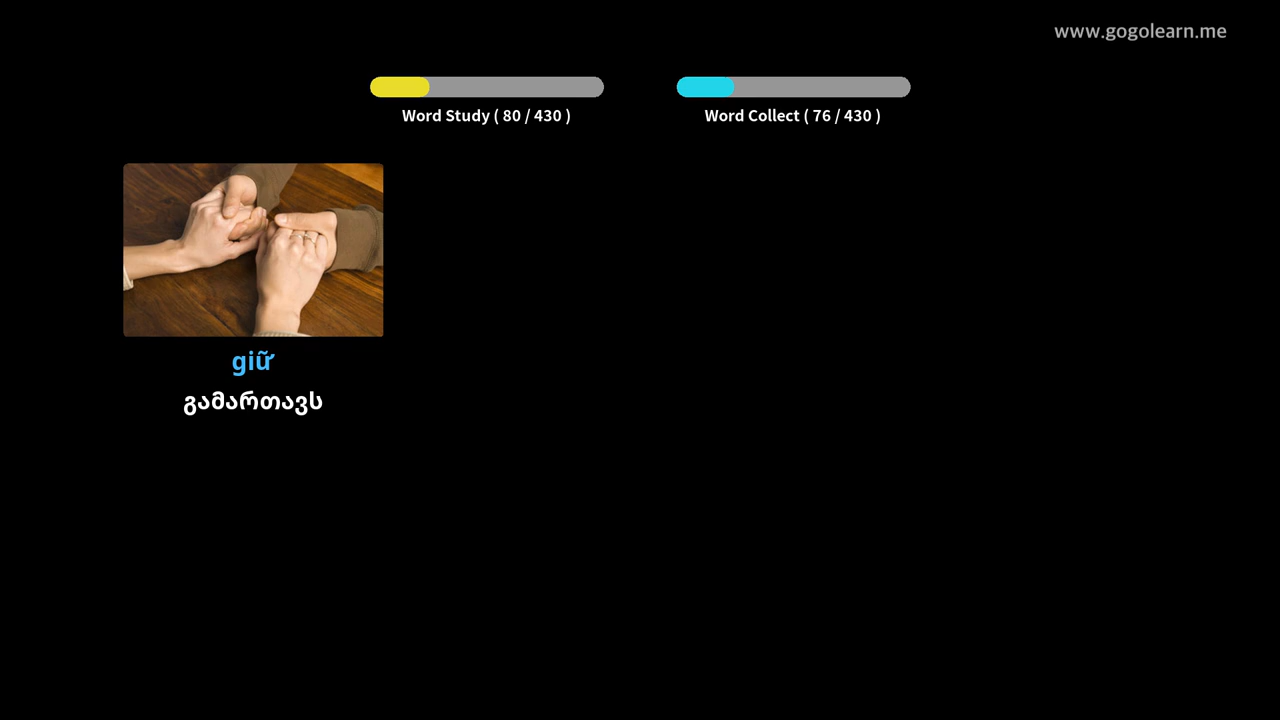 www.gogolearn.me
Word Study ( 80 / 430 )
Word Collect ( 76 / 430 )
giữ
გამართავს